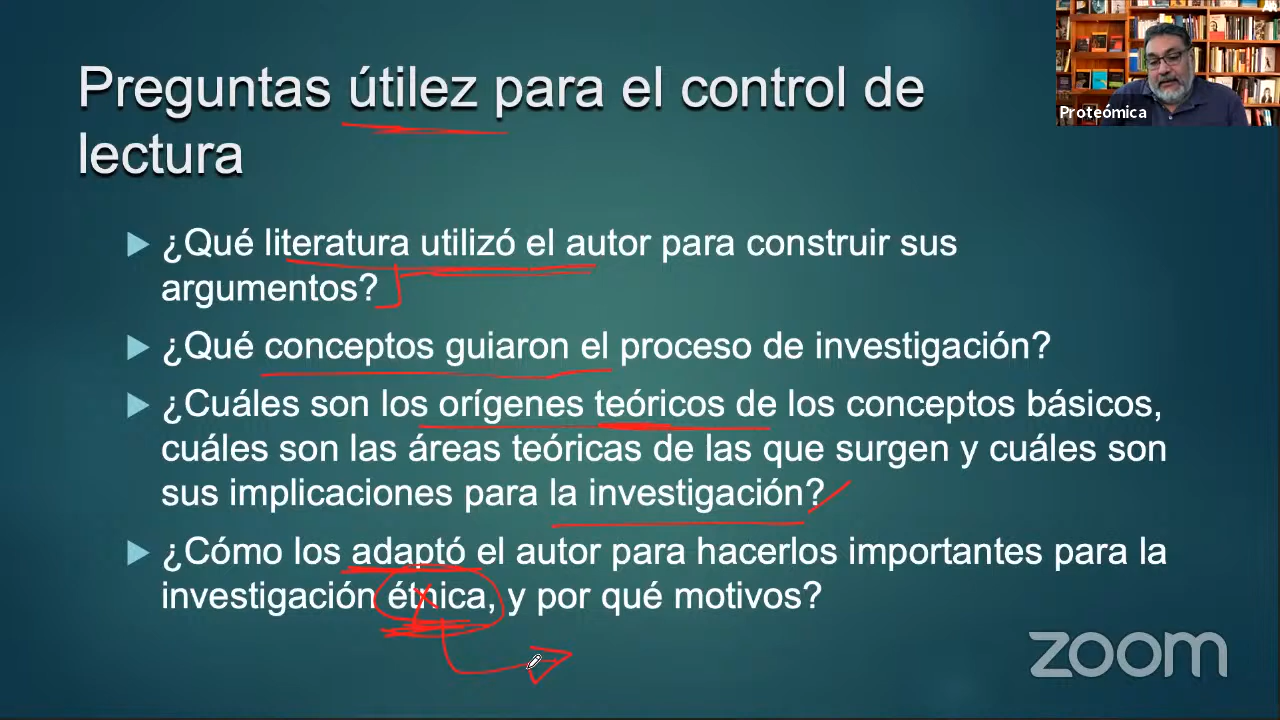 Preguntas útilez para el control de
lectura
Proteómica
¿Qué literatura utilizó el autor para construir sus
argumentos?
¿Qué conceptos guiaron el proceso de investigación?
¿Cuáles son los orígenes teóricos de los conceptos básicos,
cuáles son las áreas teóricas de las que surgen y cuáles son
sus implicaciones para la investigación?
¿Cómo los adaptó el autor para hacerlos importantes para la
investigación étnica, y por qué motivos?
zoom